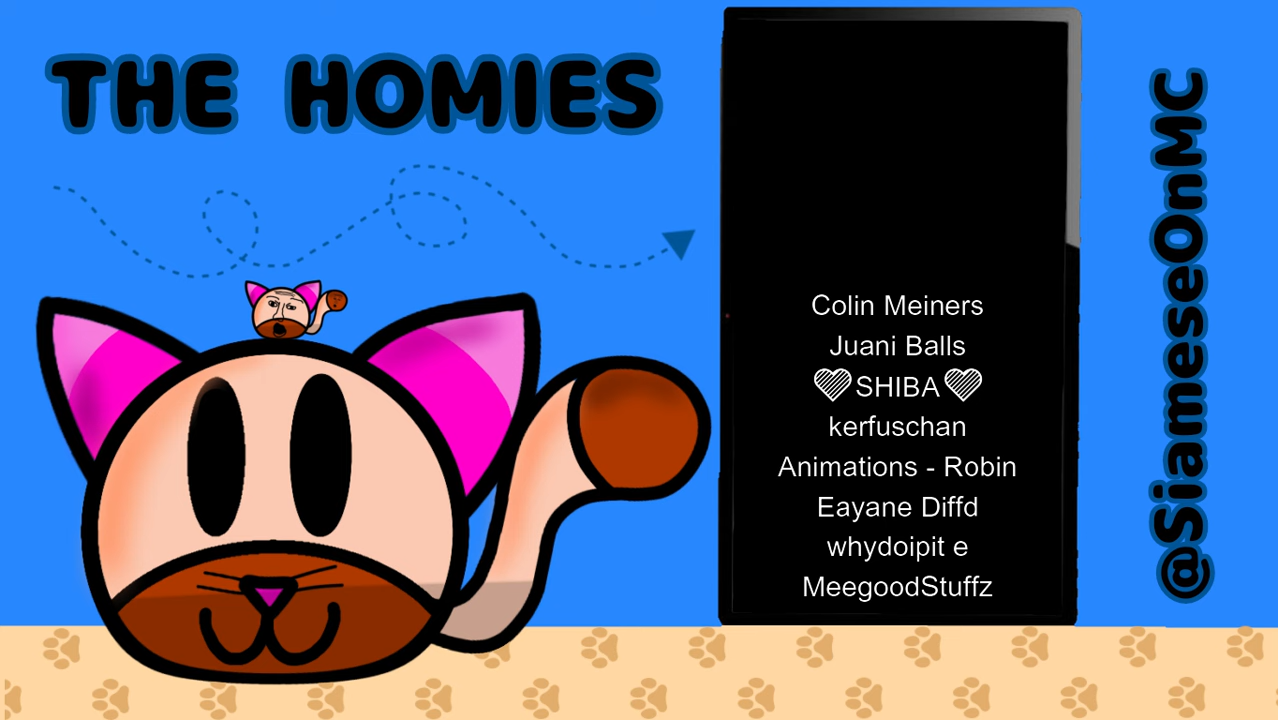 THE HOMIES
Colin Meiners
Juani Balls
SHIBA
kerfuschan
Animations - Robin
Eayane Diffd
whydoipit e
MeegoodStuffz
@SiameseOnMC